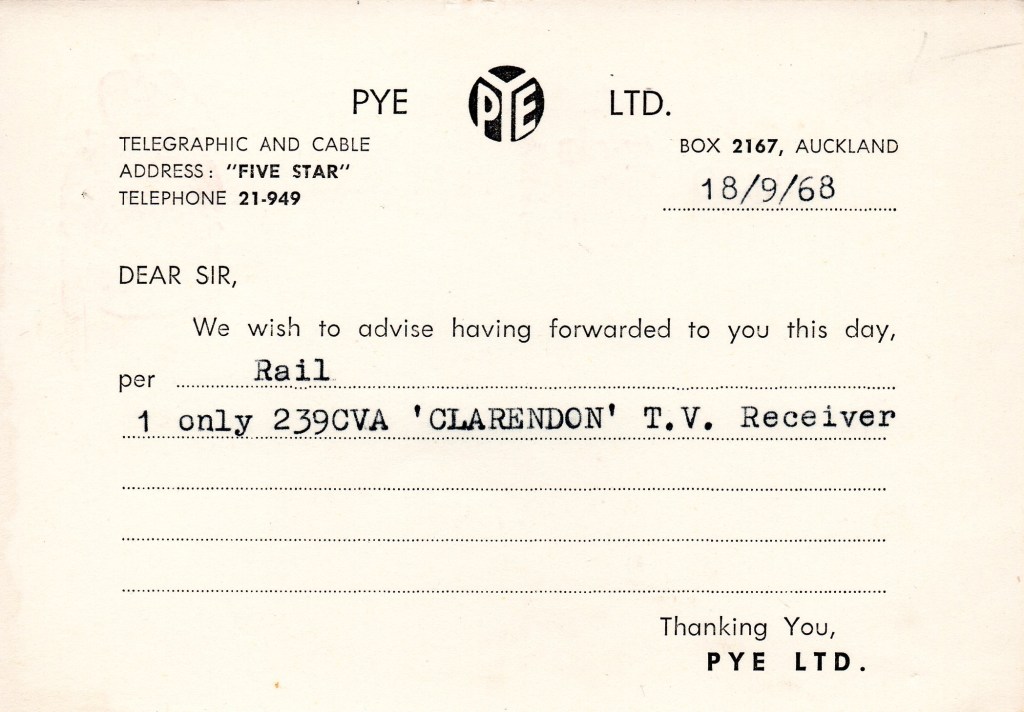 PYE PYE LTD.
TELEGRAPHIC AND CABLE
ADDRESS: "FIVE STAR"
TELEPHONE 21-949
BOX 2167, AUCKLAND
18/9/68
DEAR SIR,
We wish to advise having forwarded to you this day,
per Rail
1 only 239CVA 'CLARENDON' T.V. Receiver
Thanking You,
PYE LTD.